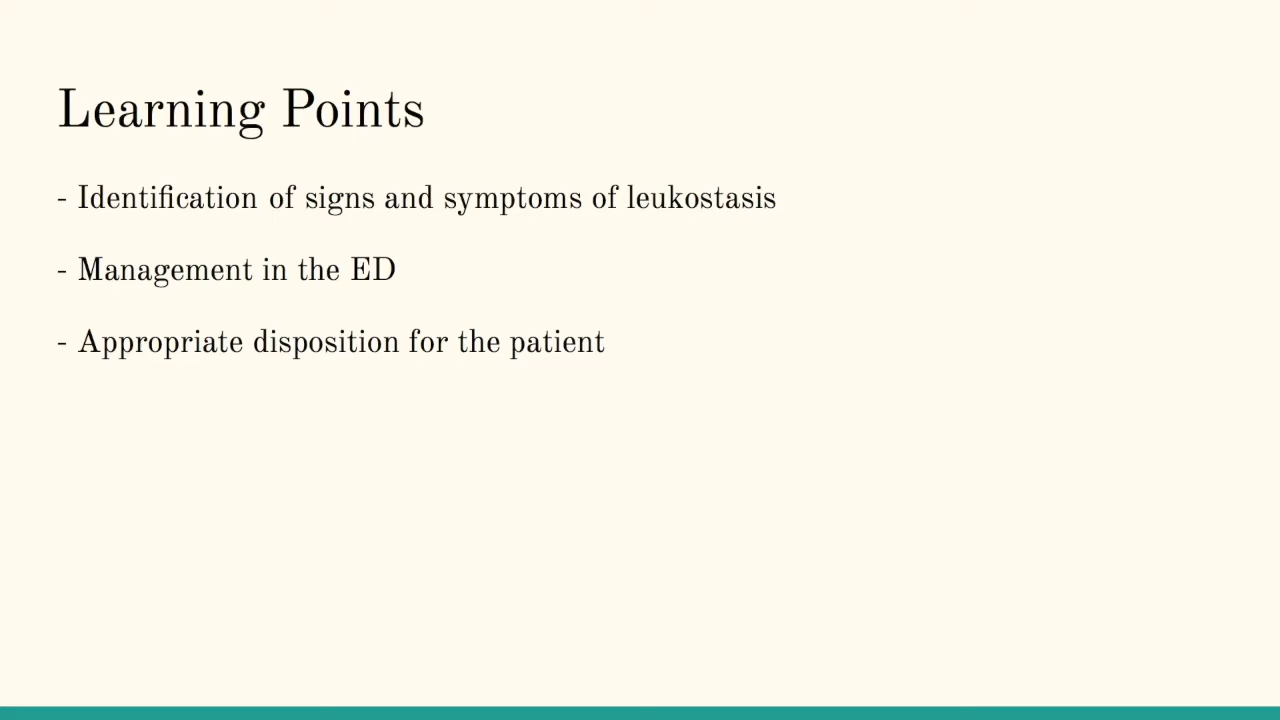 Learning Points
- Identification of signs and symptoms of leukostasis
- Management in the ED
- Appropriate disposition for the patient